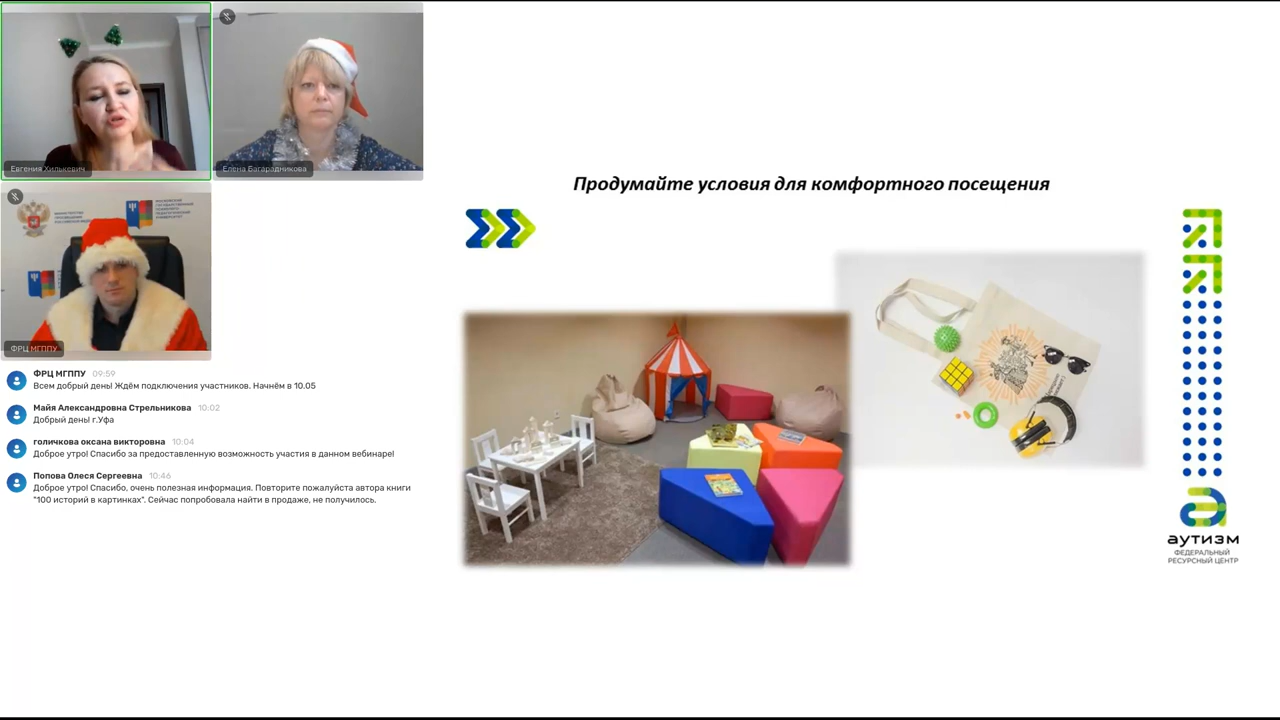 Евгения Хилькевич
Елена Багарадникова
ФРЦ МГППУ
ФРЦ МГППУ 09:59
Всем добрый день! Ждём подключения участников. Начнём в 10.05
Майя Александровна Стрельникова 10:02
Добрый день! г.Уфа
голичкова оксана викторовна 10:04
Доброе утро! Спасибо за предоставленную возможность участия в данном вебинаре!
Попова Олеся Сергеевна 10:46
Доброе утро! Спасибо, очень полезная информация. Повторите пожалуйста автора книги
"100 историй в картинках". Сейчас попробовала найти в продаже, не получилось.
Продумайте условия для комфортного посещения
аутизм
ФЕДЕРАЛЬНЫЙ
РЕСУРСНЫЙ ЦЕНТР